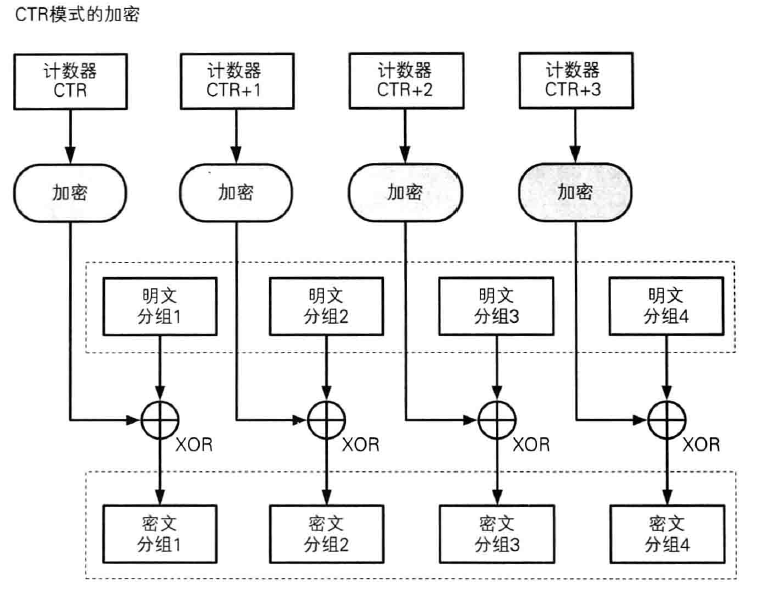 CTR模式的加密
计数器
CTR
计数器
CTR+1
计数器
CTR+2
计数器
CTR+3
加密
加密
加密
加密
明文
分组1
明文
分组2
明文
分组3
明文
分组4
XOR
XOR
XOR
XOR
密文
分组1
密文
分组2
密文
分组3
密文
分组4